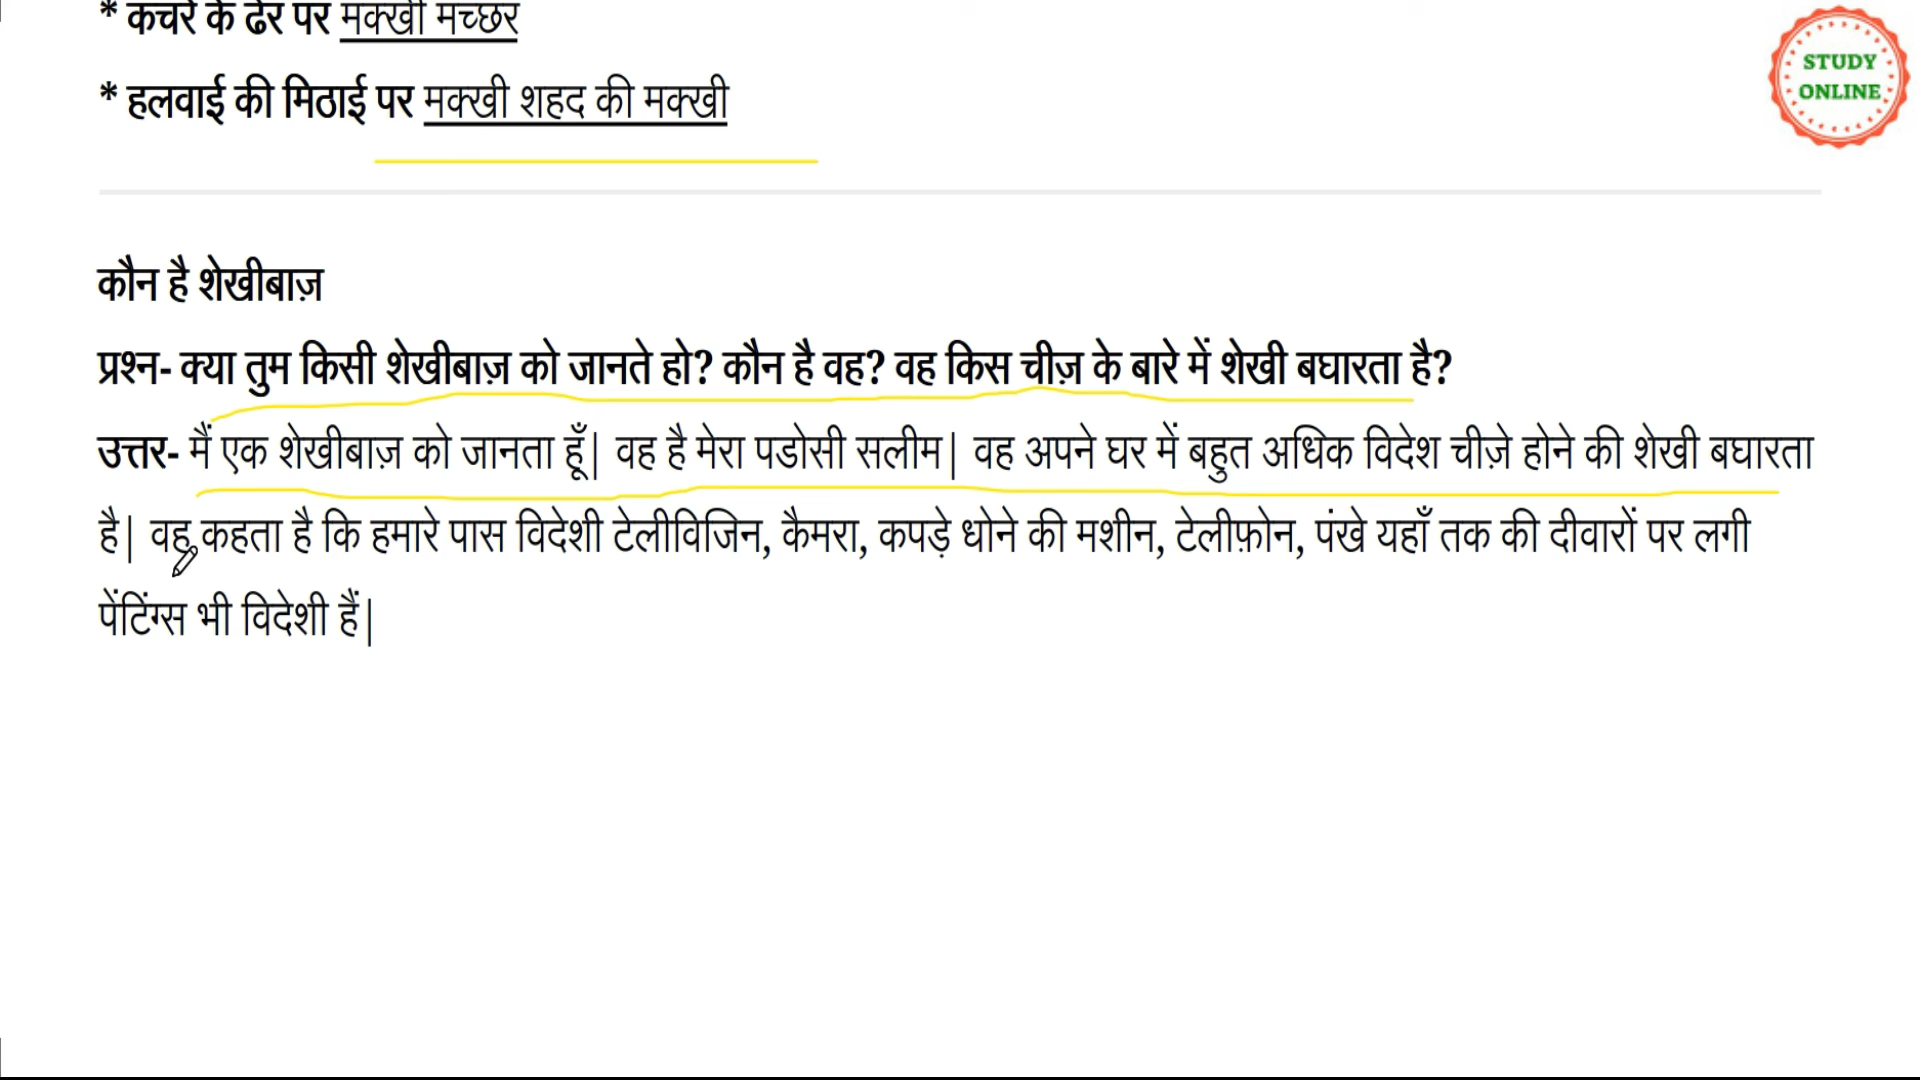 * कचरे के ढेर पर मक्खी मच्छर
STUDY
ONLINE
* हलवाई की मिठाई पर मक्खी शहद की मक्खी
कौन है शेखीबाज़
प्रश्न- क्या तुम किसी शेखीबाज़ को जानते हो? कौन है वह? वह किस चीज़ के बारे में शेखी बघारता है?
उत्तर- मैं एक शेखीबाज़ को जानता हूँ| वह है मेरा पडोसी सलीम| वह अपने घर में बहुत अधिक विदेश चीज़े होने की शेखी बघारता
है| वह कहता है कि हमारे पास विदेशी टेलीविजिन, कैमरा, कपड़े धोने की मशीन, टेलीफ़ोन, पंखे यहाँ तक की दीवारों पर लगी
पेंटिंग्स भी विदेशी हैं|